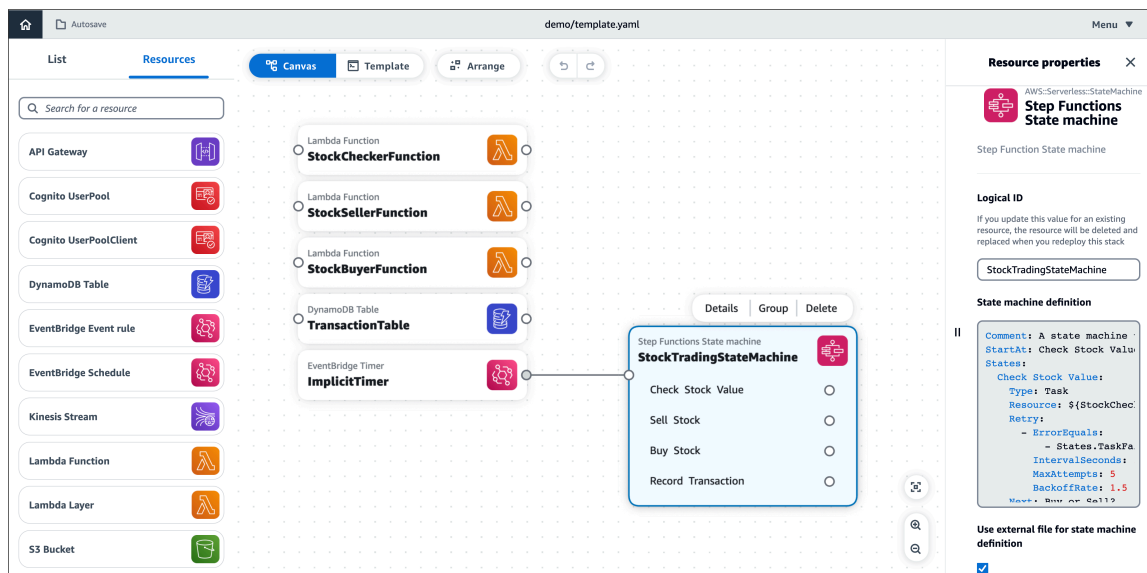 Autosave
demo/template.yaml
Menu
List
Resources
Search for a resource
API Gateway
Cognito UserPool
Cognito UserPoolClient
DynamoDB Table
EventBridge Event rule
EventBridge Schedule
Kinesis Stream
Lambda Function
Lambda Layer
S3 Bucket
Canvas
Template
Arrange
Lambda Function
StockCheckerFunction
Lambda Function
StockSellerFunction
Lambda Function
StockBuyerFunction
DynamoDB Table
TransactionTable
EventBridge Timer
ImplicitTimer
Details
Group
Delete
Step Functions State machine
StockTradingStateMachine
Check Stock Value
Sell Stock
Buy Stock
Record Transaction
Resource properties
AWS::Serverless::StateMachine
Step Functions
State machine
Step Function State machine
Logical ID
If you update this value for an existing
resource, the resource will be deleted and
replaced when you redeploy this stack
StockTradingStateMachine
State machine definition
Comment: A state machine
StartAt: Check Stock Valu
States:
Check Stock Value:
Type: Task
Resource: ${StockChec
Retry:
- ErrorEquals:
- States.TaskFa
IntervalSeconds:
MaxAttempts: 5
BackoffRate: 1.5
Next: Buy or Sell?
Use external file for state machine
definition